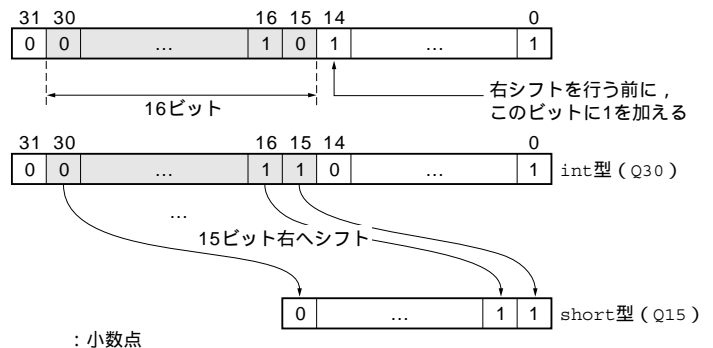 31 30 16 15 14 0
0 0 … 1 0 1 … 1
16ビット
右シフトを行う前に，
このビットに1を加える
31 30 16 15 14 0
0 0 … 1 1 0 … 1 int型（Q30）
…
15ビット右へシフト
0 … 1 1 short型（Q15）
：小数点